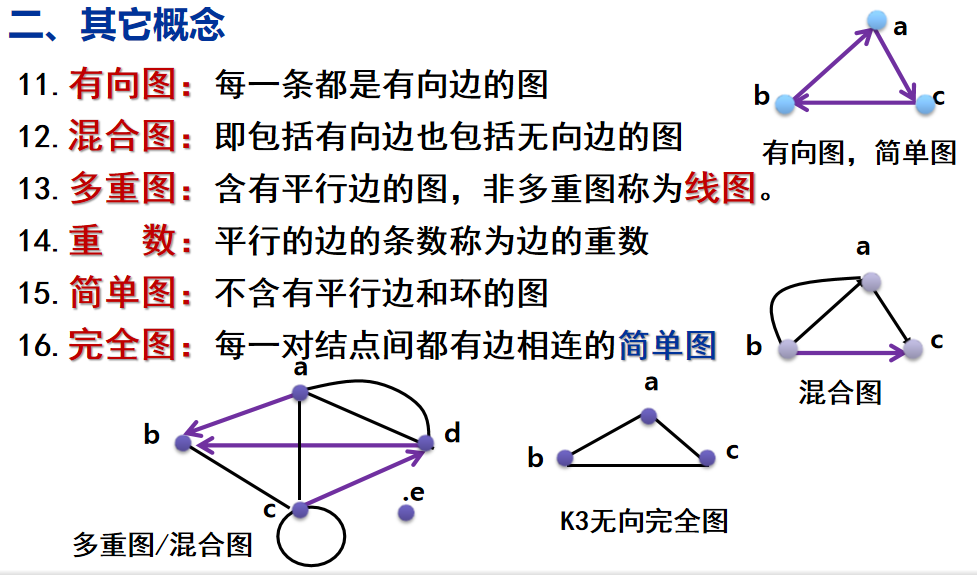 二、其它概念
11. 有向图：每一条都是有向边的图
12. 混合图：即包括有向边也包括无向边的图
13. 多重图：含有平行边的图，非多重图称为线图。
14. 重　数：平行的边的条数称为边的重数
15. 简单图：不含有平行边和环的图
16. 完全图：每一对结点间都有边相连的简单图
a
b
c
有向图，简单图
a
b
c
混合图
a
b
d
c
.e
多重图/混合图
a
b
c
K3无向完全图